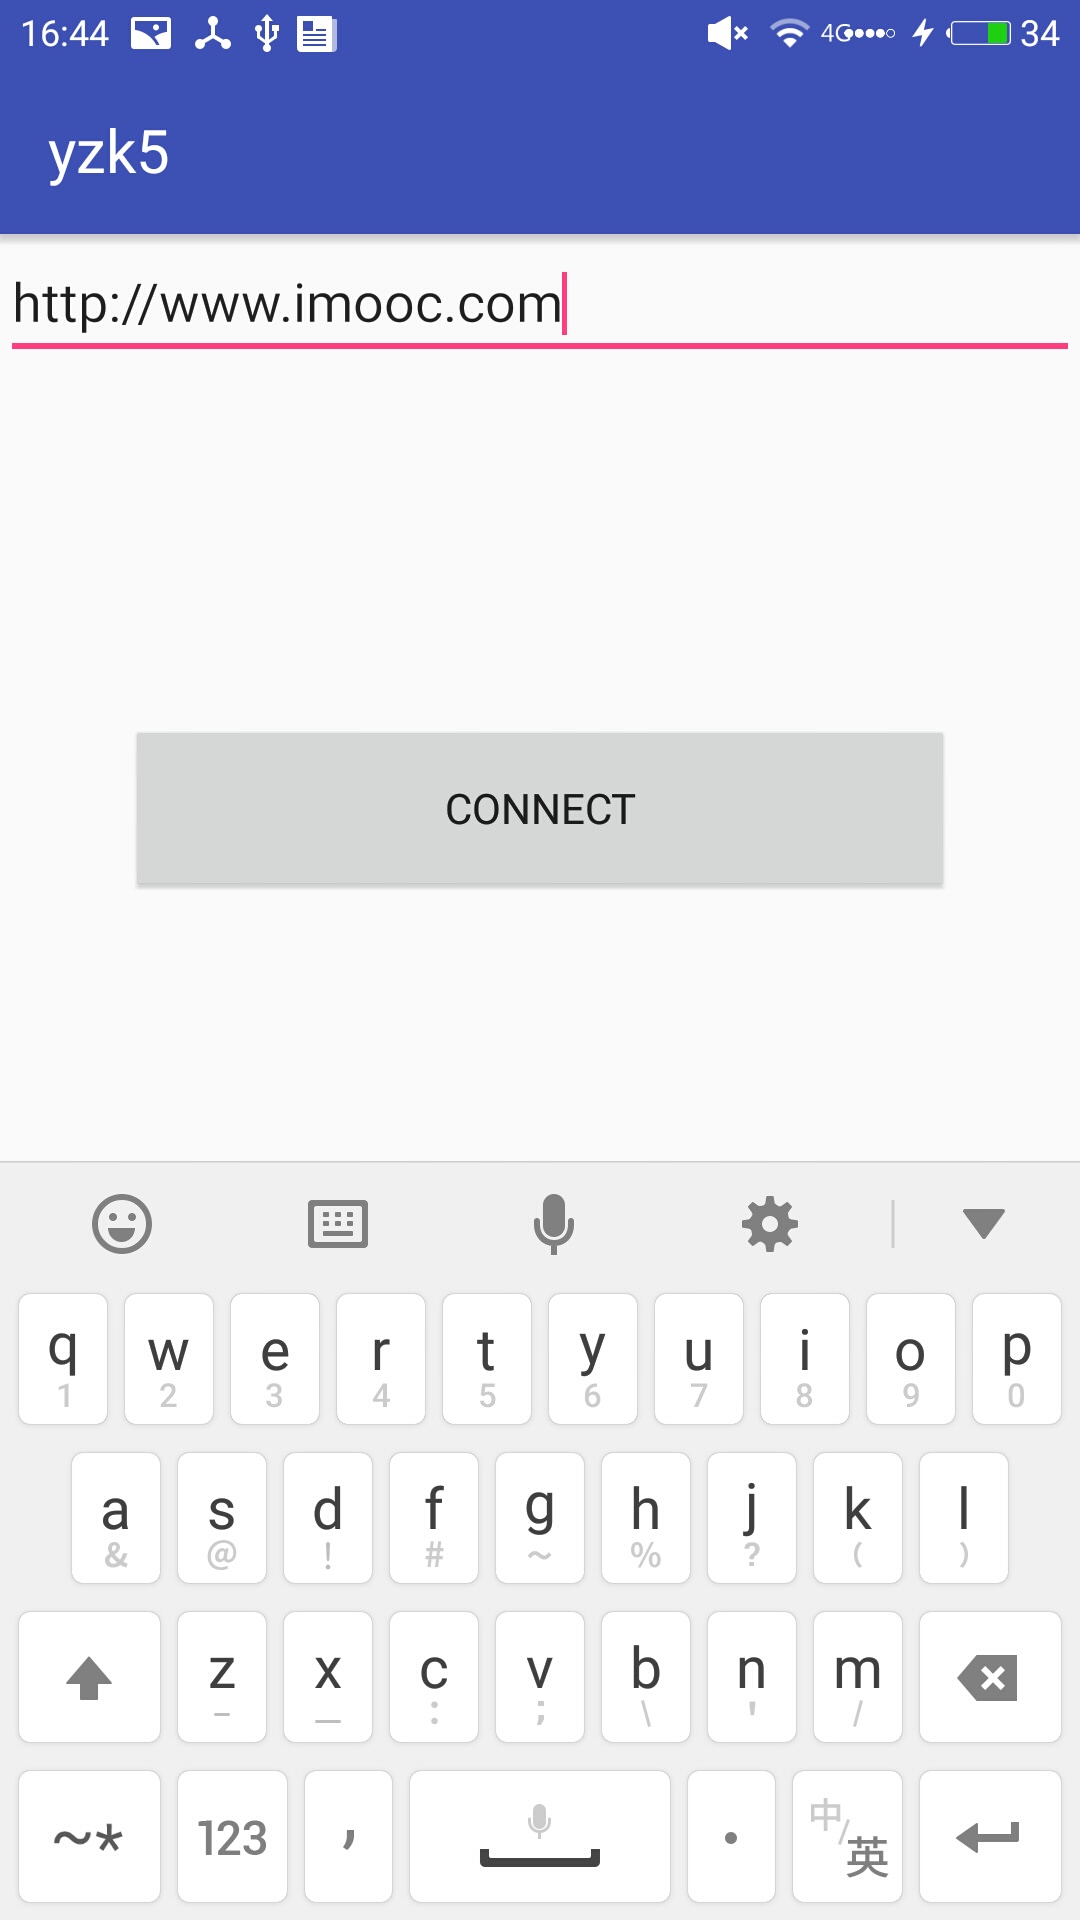 16:44 4G 34
yzk5
http://www.imooc.com
CONNECT
q w e r t y u i o p
1 2 3 4 5 6 7 8 9 0
a s d f g h j k l
& @ ! # ~ % ? ( )
z x c v b n m
– — : ; \ ' /
~* 123 , . 中/英